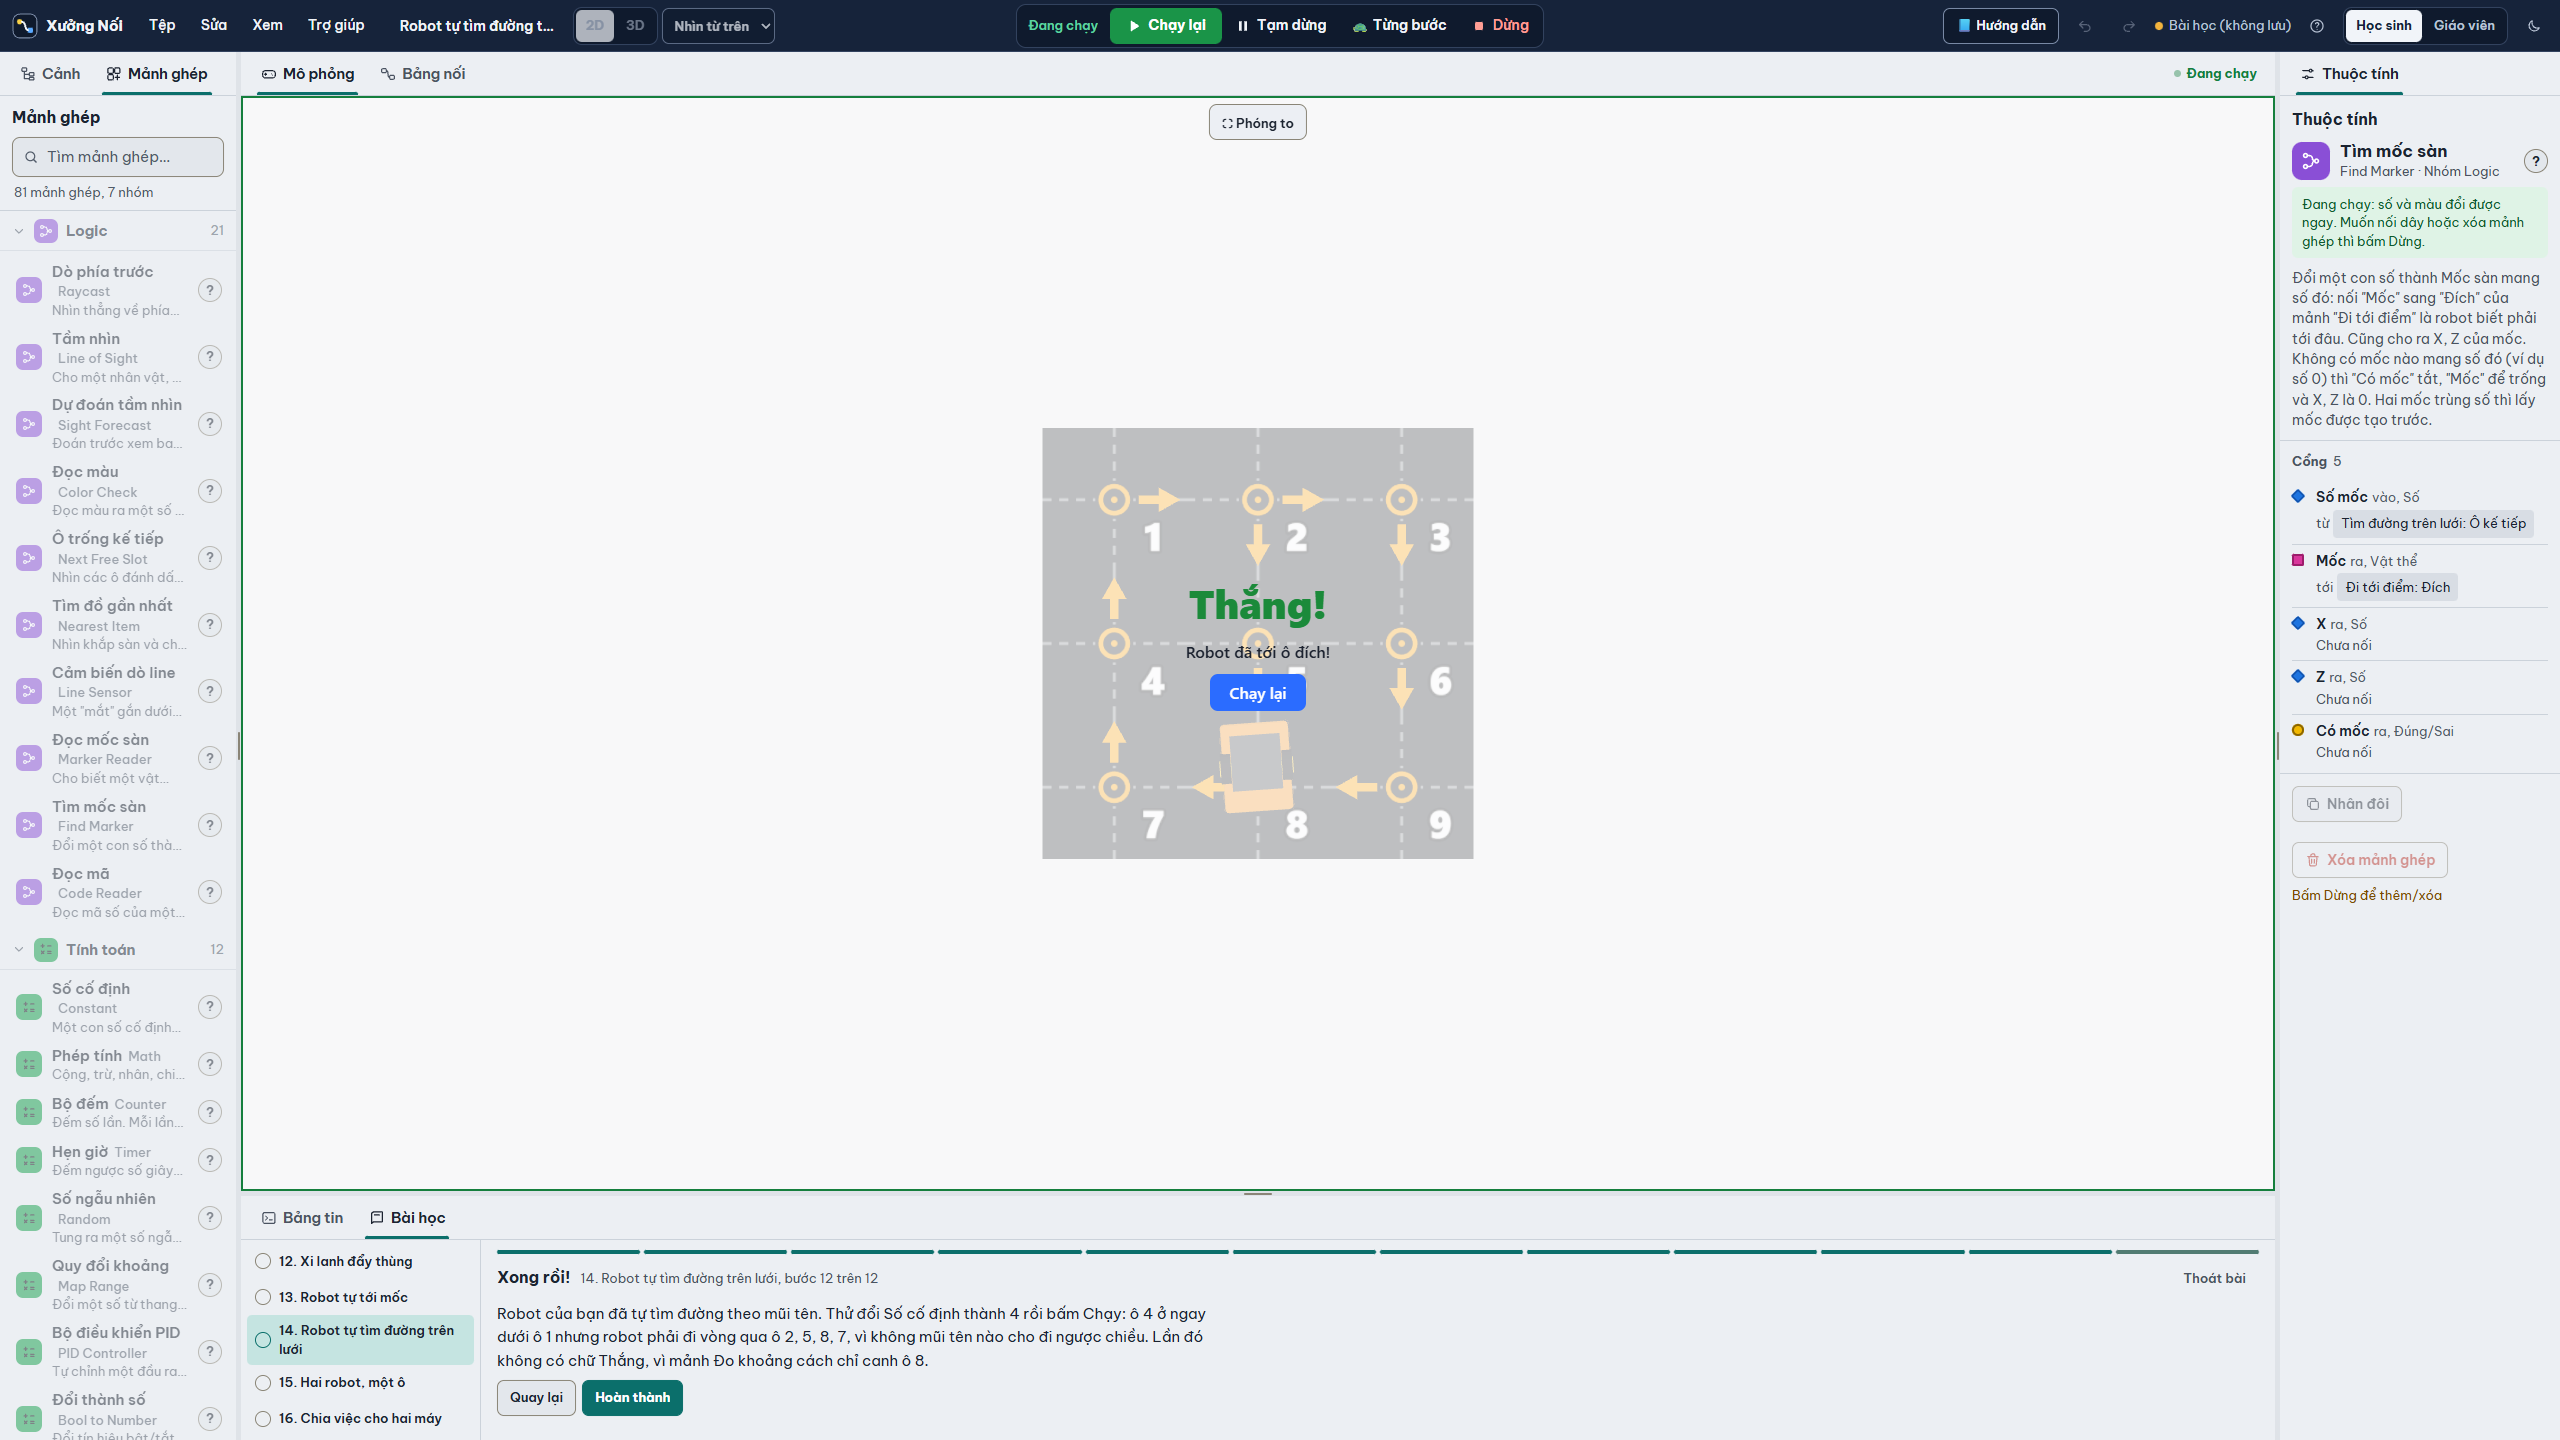 Xưởng Nối Tệp Sửa Xem Trợ giúp Robot tự tìm đường t... 2D 3D Nhìn từ trên Đang chạy Chạy lại Tạm dừng Từng bước Dừng Hướng dẫn Bài học (không lưu) Học sinh Giáo viên
Cảnh Mảnh ghép
Mảnh ghép
Tìm mảnh ghép...
81 mảnh ghép, 7 nhóm
Logic 21
Dò phía trước
Raycast
Nhìn thẳng về phía...
?
Tầm nhìn
Line of Sight
Cho một nhân vật, ...
?
Dự đoán tầm nhìn
Sight Forecast
Đoán trước xem ba...
?
Đọc màu
Color Check
Đọc màu ra một số ...
?
Ô trống kế tiếp
Next Free Slot
Nhìn các ô đánh dấ...
?
Tìm đồ gần nhất
Nearest Item
Nhìn khắp sàn và ch...
?
Cảm biến dò line
Line Sensor
Một "mắt" gắn dưới...
?
Đọc mốc sàn
Marker Reader
Cho biết một vật...
?
Tìm mốc sàn
Find Marker
Đổi một con số thà...
?
Đọc mã
Code Reader
Đọc mã số của một...
?
Tính toán 12
Số cố định
Constant
Một con số cố định...
?
Phép tính Math
Cộng, trừ, nhân, chi...
?
Bộ đếm Counter
Đếm số lần. Mỗi lần...
?
Hẹn giờ Timer
Đếm ngược số giây...
?
Số ngẫu nhiên
Random
Tung ra một số ngẫ...
?
Quy đổi khoảng
Map Range
Đổi một số từ thang...
?
Bộ điều khiển PID
PID Controller
Tự chỉnh một đầu ra...
?
Đổi thành số
Bool to Number
Đổi tín hiệu bật/tắt
?
Mô phỏng Bảng nối Đang chạy
Phóng to
1 2 3
Thắng!
Robot đã tới ô đích!
4 6
Chạy lại
7 8 9
Bảng tin Bài học
12. Xi lanh đẩy thùng
13. Robot tự tới mốc
14. Robot tự tìm đường trên
lưới
15. Hai robot, một ô
16. Chia việc cho hai máy
Xong rồi! 14. Robot tự tìm đường trên lưới, bước 12 trên 12 Thoát bài
Robot của bạn đã tự tìm đường theo mũi tên. Thử đổi Số cố định thành 4 rồi bấm Chạy: ô 4 ở ngay
dưới ô 1 nhưng robot phải đi vòng qua ô 2, 5, 8, 7, vì không mũi tên nào cho đi ngược chiều. Lần đó
không có chữ Thắng, vì mảnh Đo khoảng cách chỉ canh ô 8.
Quay lại Hoàn thành
Thuộc tính
Thuộc tính
Tìm mốc sàn
Find Marker · Nhóm Logic
?
Đang chạy: số và màu đổi được
ngay. Muốn nối dây hoặc xóa mảnh
ghép thì bấm Dừng.
Đổi một con số thành Mốc sàn mang
số đó: nối "Mốc" sang "Đích" của
mảnh "Đi tới điểm" là robot biết phải
tới đâu. Cũng cho ra X, Z của mốc.
Không có mốc nào mang số đó (ví dụ
số 0) thì "Có mốc" tắt, "Mốc" để trống
và X, Z là 0. Hai mốc trùng số thì lấy
mốc được tạo trước.
Cổng 5
Số mốc vào, Số
từ Tìm đường trên lưới: Ô kế tiếp
Mốc ra, Vật thể
tới Đi tới điểm: Đích
X ra, Số
Chưa nối
Z ra, Số
Chưa nối
Có mốc ra, Đúng/Sai
Chưa nối
Nhân đôi
Xóa mảnh ghép
Bấm Dừng để thêm/xóa